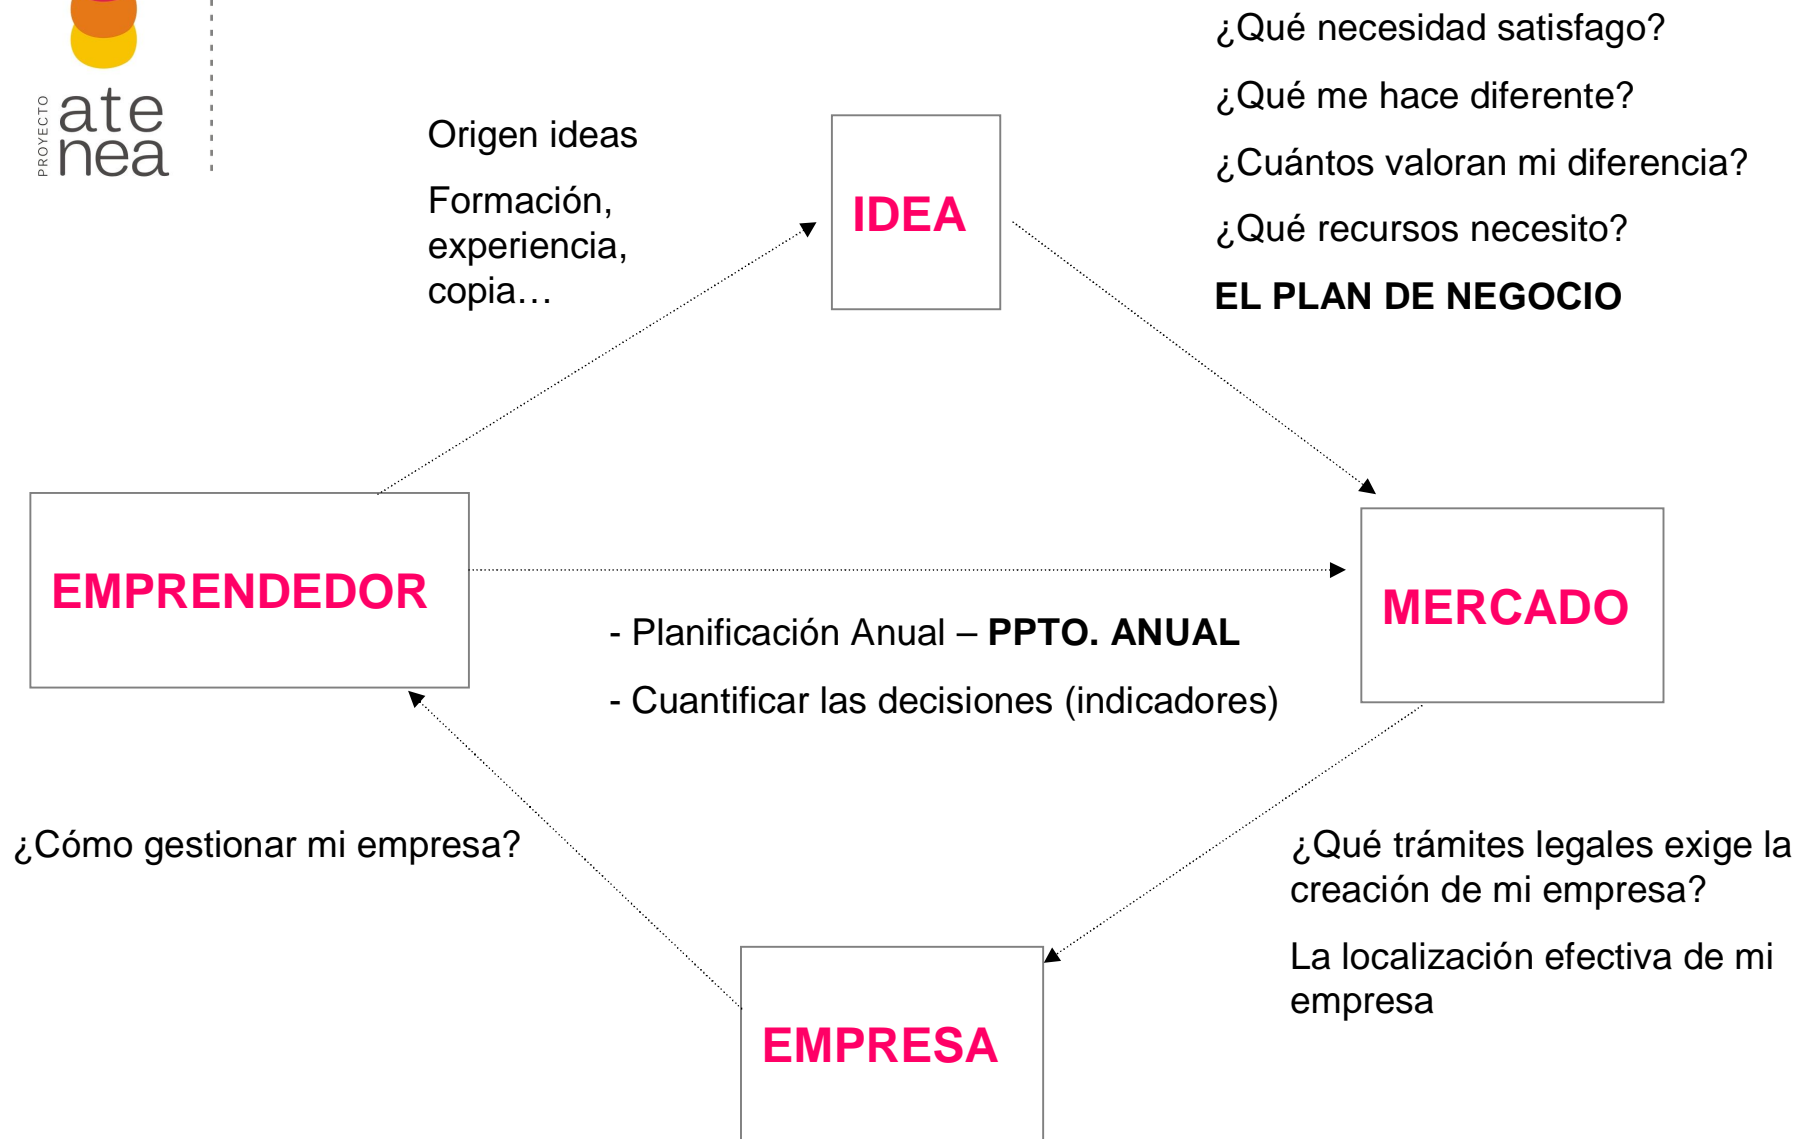 PROYECTO
ate
nea
¿Qué necesidad satisfago?
¿Qué me hace diferente?
¿Cuántos valoran mi diferencia?
¿Qué recursos necesito?
EL PLAN DE NEGOCIO
Origen ideas
Formación,
experiencia,
copia…
IDEA
EMPRENDEDOR
MERCADO
- Planificación Anual – PPTO. ANUAL
- Cuantificar las decisiones (indicadores)
¿Cómo gestionar mi empresa?
¿Qué trámites legales exige la
creación de mi empresa?
La localización efectiva de mi
empresa
EMPRESA